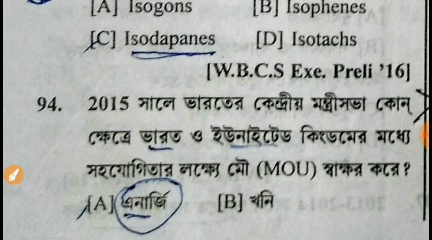 [A] Isogons [B] Isophenes
[C] Isodapanes [D] Isotachs
[W.B.C.S Exe. Preli '16]
94. 2015 সালে ভারতের কেন্দ্রীয় মন্ত্রীসভা কোন্
ক্ষেত্রে ভারত ও ইউনাইটেড কিংডমের মধ্যে
সহযোগিতার লক্ষ্যে মৌ (MOU) স্বাক্ষর করে?
[A] এনার্জি [B] খনি